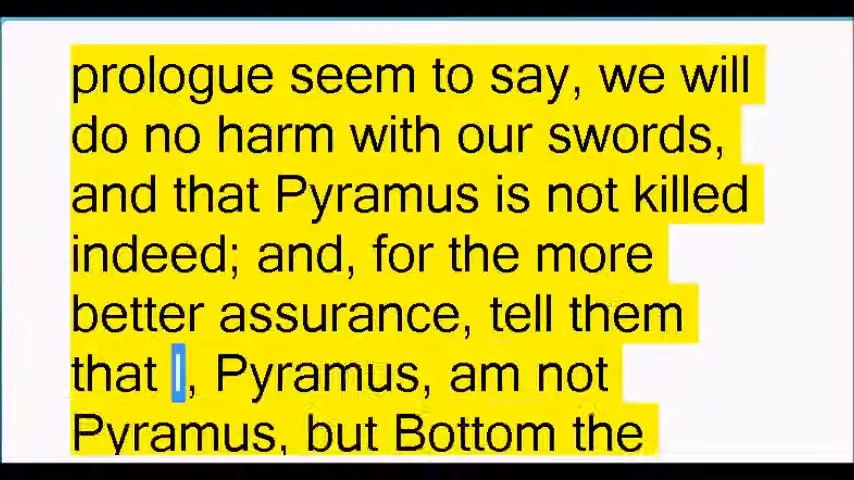 prologue seem to say, we will
do no harm with our swords,
and that Pyramus is not killed
indeed; and, for the more
better assurance, tell them
that I, Pyramus, am not
Pyramus, but Bottom the